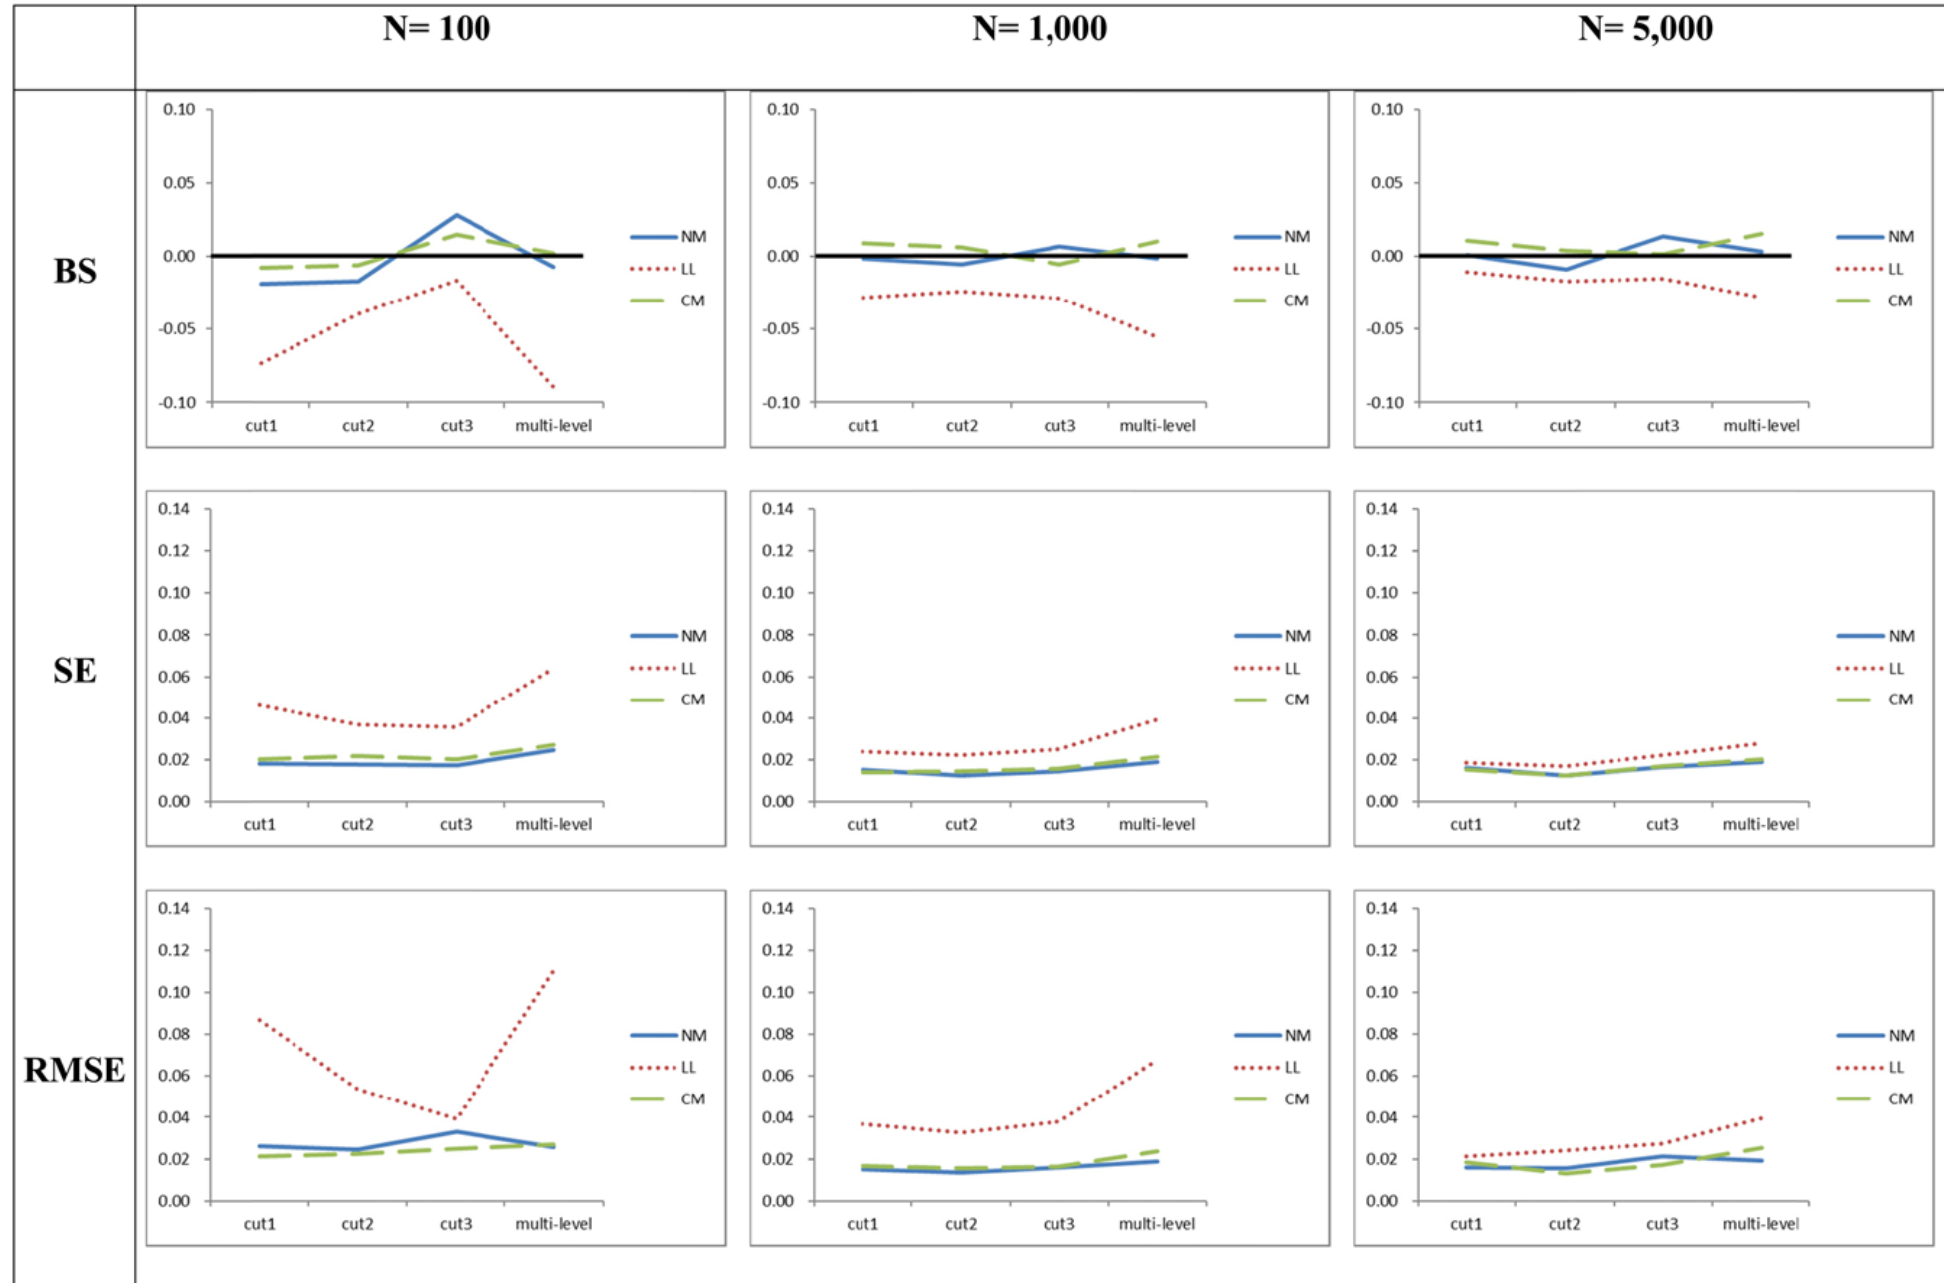 N= 100 N= 1,000 N= 5,000
BS
0.10
0.05
0.00
-0.05
-0.10
cut1 cut2 cut3 multi-level
NM
LL
CM
0.10
0.05
0.00
-0.05
-0.10
cut1 cut2 cut3 multi-level
NM
LL
CM
0.10
0.05
0.00
-0.05
-0.10
cut1 cut2 cut3 multi-level
NM
LL
CM
SE
0.14
0.12
0.10
0.08
0.06
0.04
0.02
0.00
cut1 cut2 cut3 multi-level
NM
LL
CM
0.14
0.12
0.10
0.08
0.06
0.04
0.02
0.00
cut1 cut2 cut3 multi-level
NM
LL
CM
0.14
0.12
0.10
0.08
0.06
0.04
0.02
0.00
cut1 cut2 cut3 multi-level
NM
LL
CM
RMSE
0.14
0.12
0.10
0.08
0.06
0.04
0.02
0.00
cut1 cut2 cut3 multi-level
NM
LL
CM
0.14
0.12
0.10
0.08
0.06
0.04
0.02
0.00
cut1 cut2 cut3 multi-level
NM
LL
CM
0.14
0.12
0.10
0.08
0.06
0.04
0.02
0.00
cut1 cut2 cut3 multi-level
NM
LL
CM